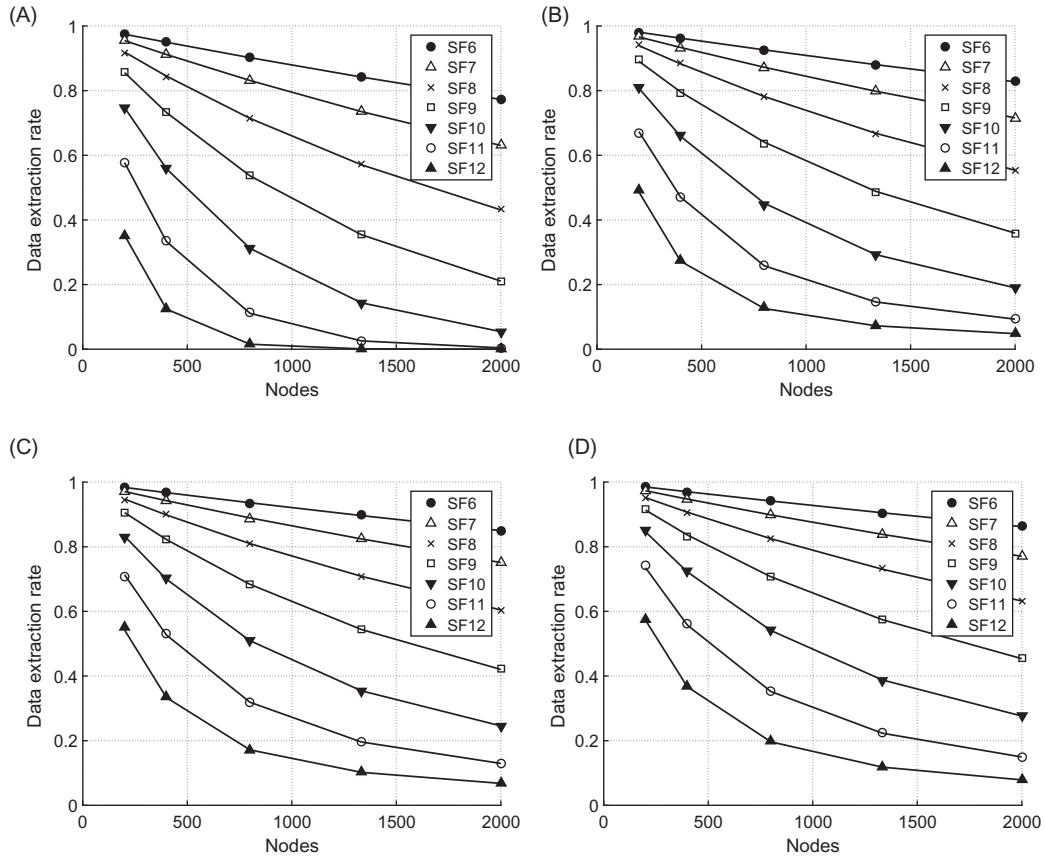 (A)
Data extraction rate
1
0.8
0.6
0.4
0.2
0
0
500
1000
1500
2000
Nodes
SF6
SF7
SF8
SF9
SF10
SF11
SF12
(B)
Data extraction rate
1
0.8
0.6
0.4
0.2
0
0
500
1000
1500
2000
Nodes
SF6
SF7
SF8
SF9
SF10
SF11
SF12
(C)
Data extraction rate
1
0.8
0.6
0.4
0.2
0
0
500
1000
1500
2000
Nodes
SF6
SF7
SF8
SF9
SF10
SF11
SF12
(D)
Data extraction rate
1
0.8
0.6
0.4
0.2
0
0
500
1000
1500
2000
Nodes
SF6
SF7
SF8
SF9
SF10
SF11
SF12